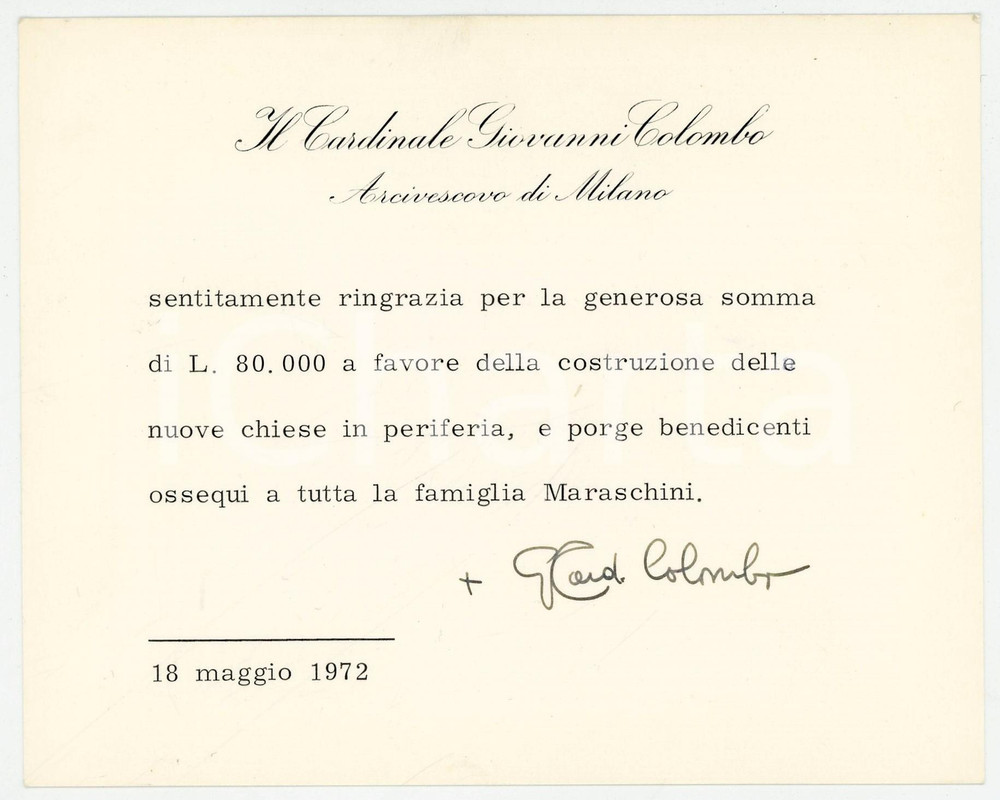 Il Cardinale Giovanni Colombo
Arcivescovo di Milano
sentitamente ringrazia per la generosa somma
di L. 80.000 a favore della costruzione delle
nuove chiese in periferia, e porge benedicenti
ossequi a tutta la famiglia Maraschini.
+ G Card. Colombo
18 maggio 1972
iCharta